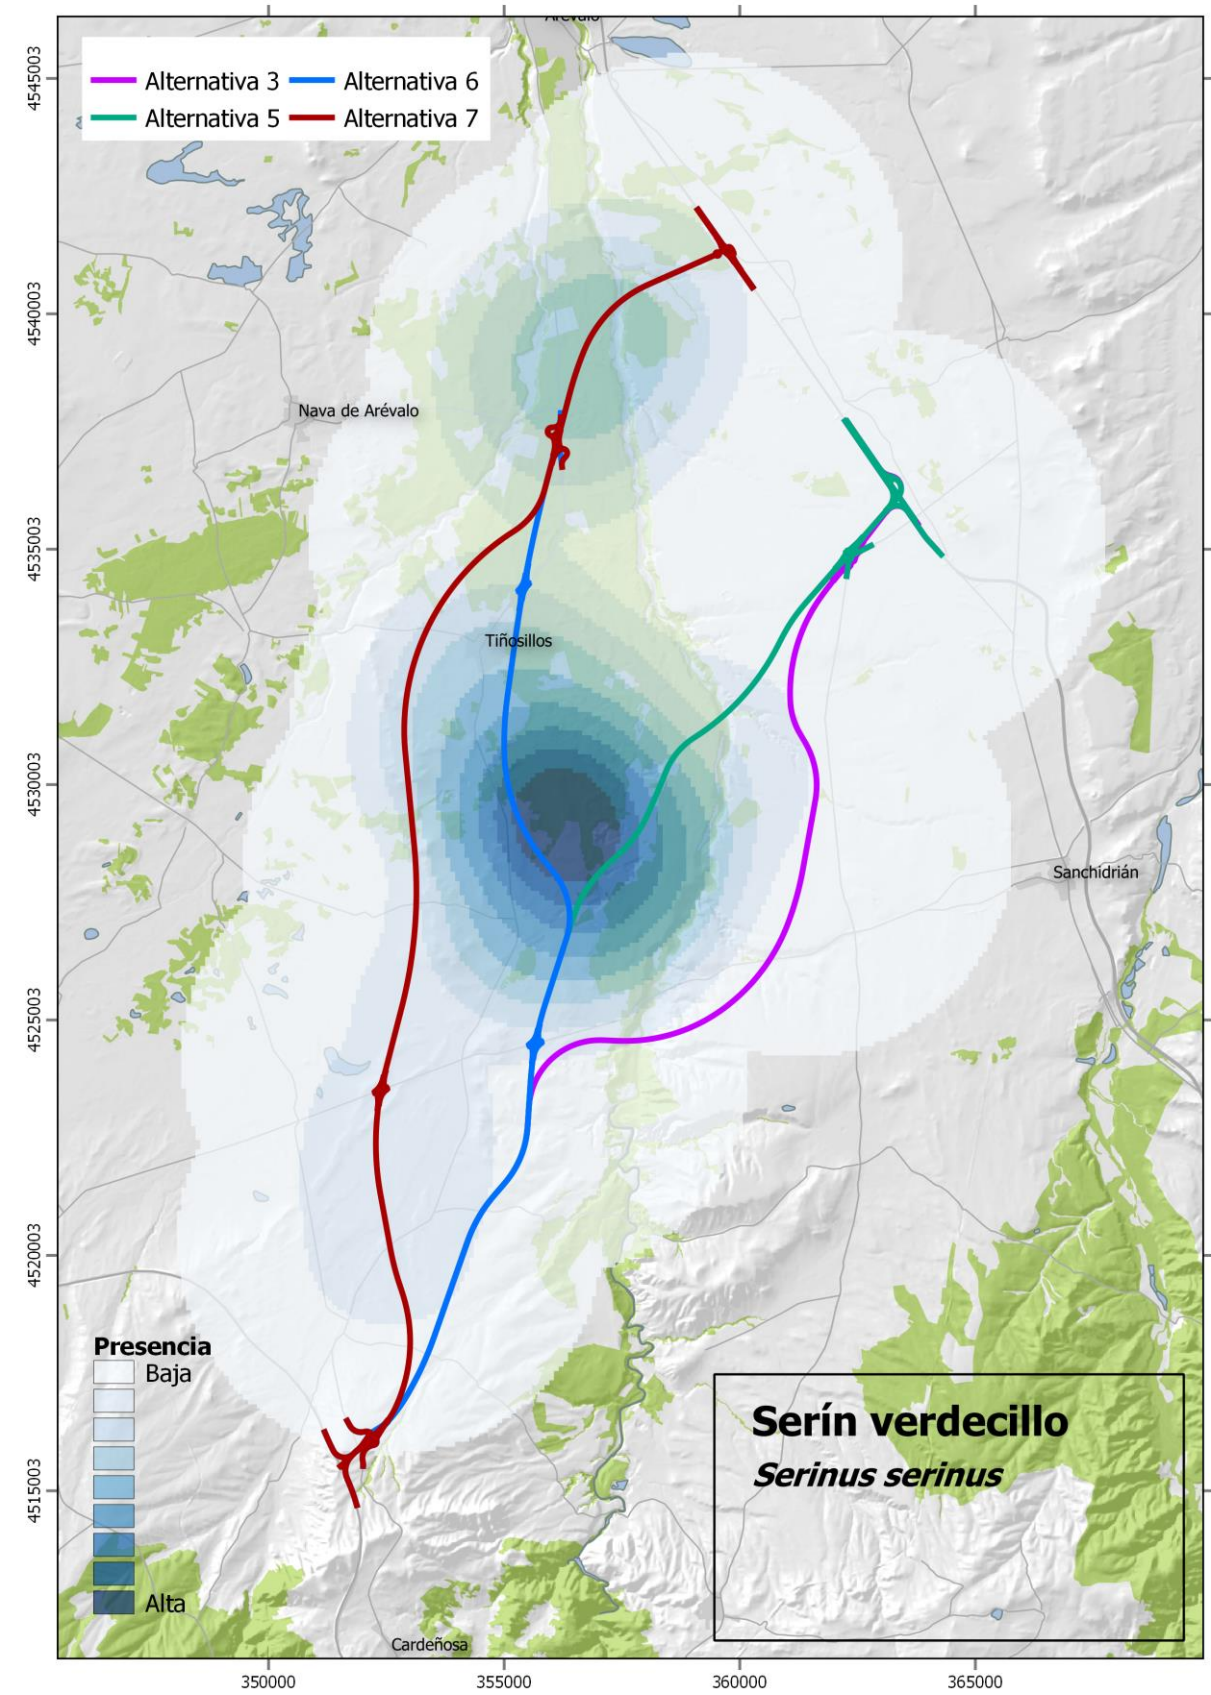 Arévalo
Alternativa 3
Alternativa 6
Alternativa 5
Alternativa 7
4545003
4540003
Nava de Arévalo
4535003
Tiñosillos
4530003
Sanchidrián
4525003
4520003
Presencia
Baja
Alta
Serín verdecillo
Serinus serinus
4515003
Cardeñosa
350000
355000
360000
365000